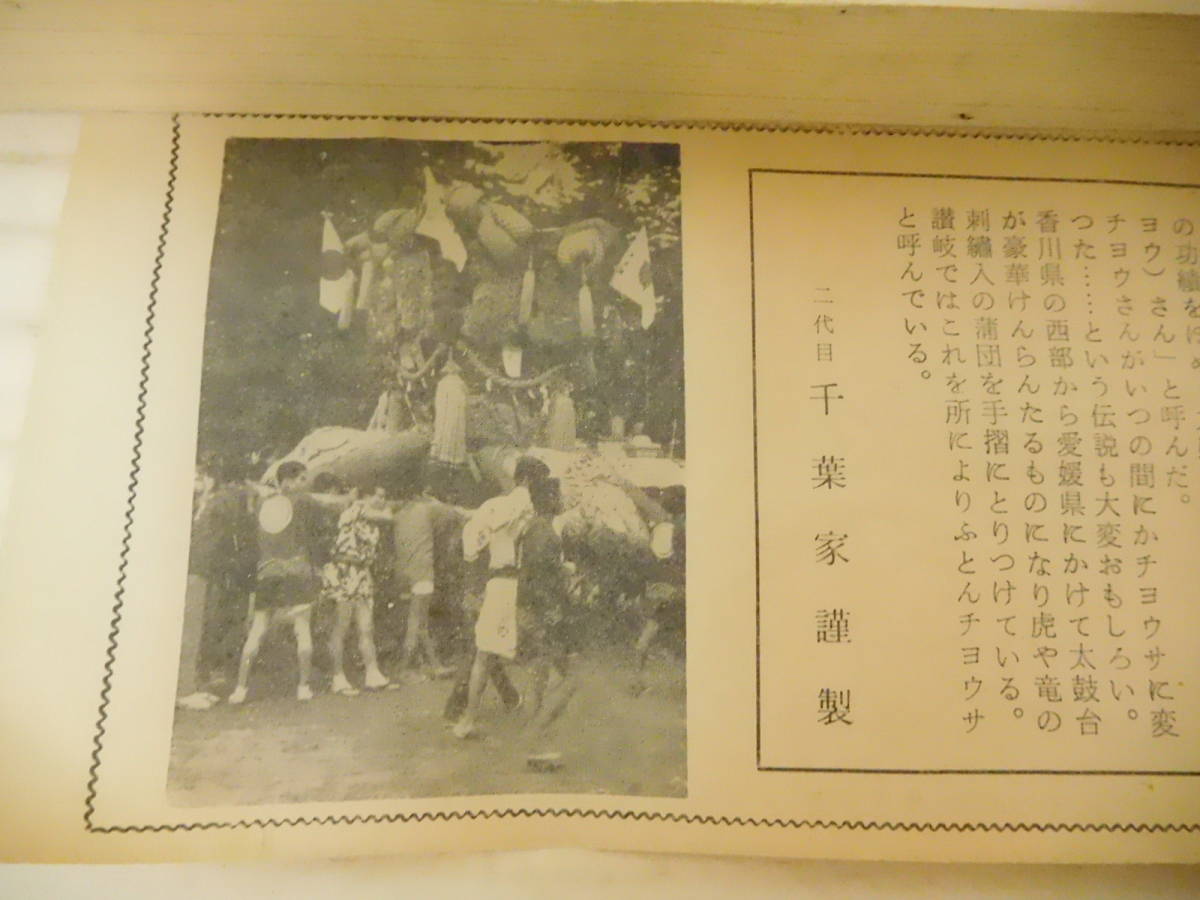 の功績を
ヨウ）さん」と呼んだ。
チヨウさんがいつの間にかチヨウサに変
つた……という伝説も大変おもしろい。
香川県の西部から愛媛県にかけて太鼓台
が豪華けんらんたるものになり虎や竜の
刺繡入の蒲団を手摺にとりつけている。
讃岐ではこれを所によりふとんチヨウサ
と呼んでいる。
二代目 千葉家謹製